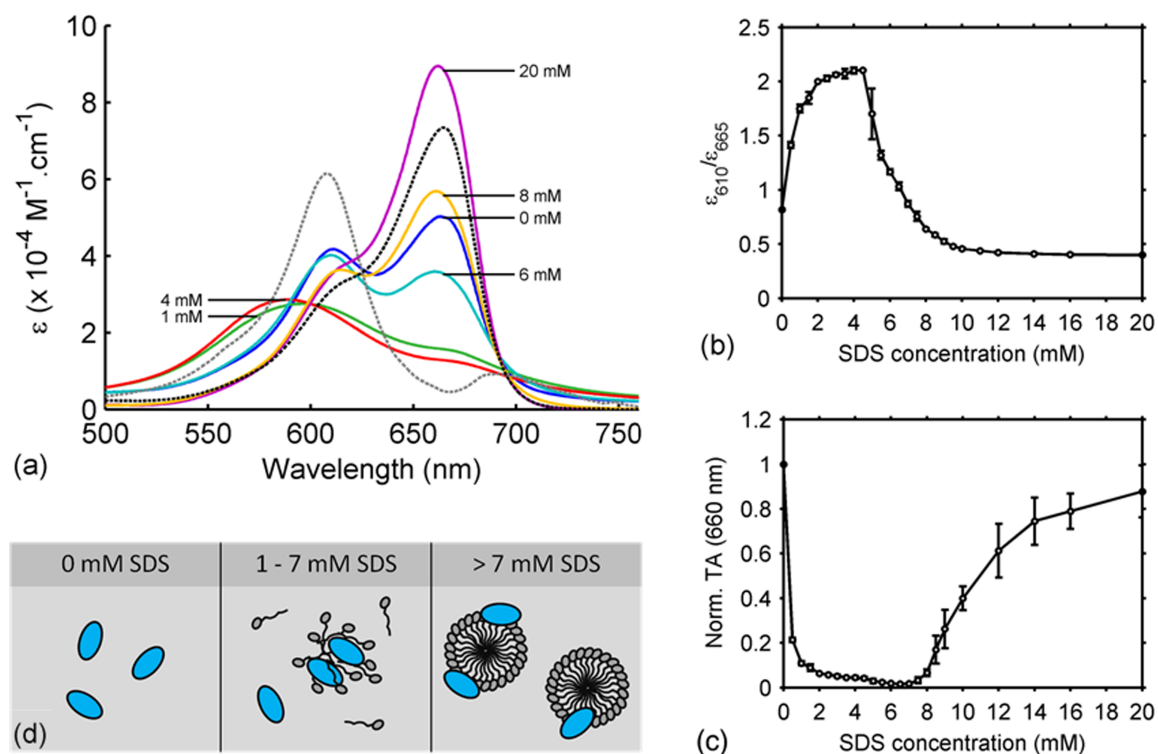 10
8
6
4
2
0
ε (x 10⁻⁴ M⁻¹.cm⁻¹)
20 mM
8 mM
0 mM
6 mM
4 mM
1 mM
500 550 600 650 700 750
Wavelength (nm)
(a)
2.5
2
1.5
1
0.5
0
ε₆₁₀/ε₆₆₅
0 2 4 6 8 10 12 14 16 18 20
SDS concentration (mM)
(b)
1.2
1
0.8
0.6
0.4
0.2
0
Norm. TA (660 nm)
0 2 4 6 8 10 12 14 16 18 20
SDS concentration (mM)
(c)
0 mM SDS 1 - 7 mM SDS > 7 mM SDS
(d)